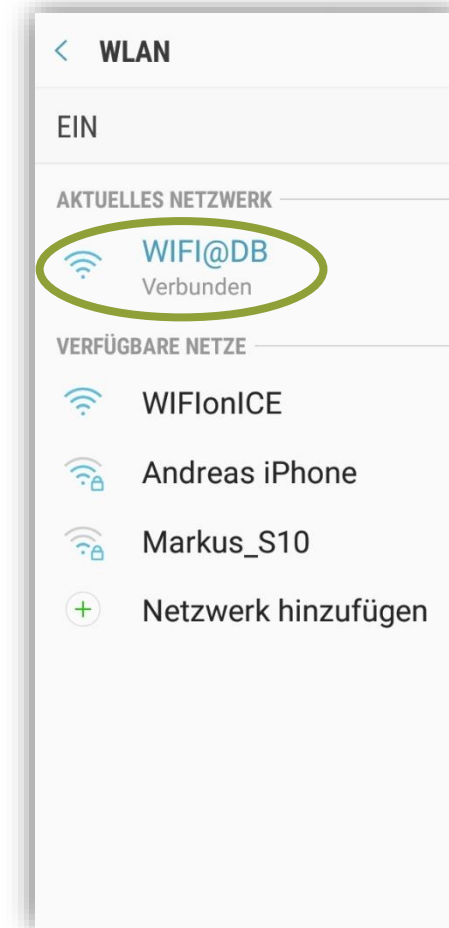 WLAN
EIN
AKTUELLES NETZWERK
WIFI@DB
Verbunden
VERFÜGBARE NETZE
WIFIonICE
Andreas iPhone
Markus_S10
Netzwerk hinzufügen